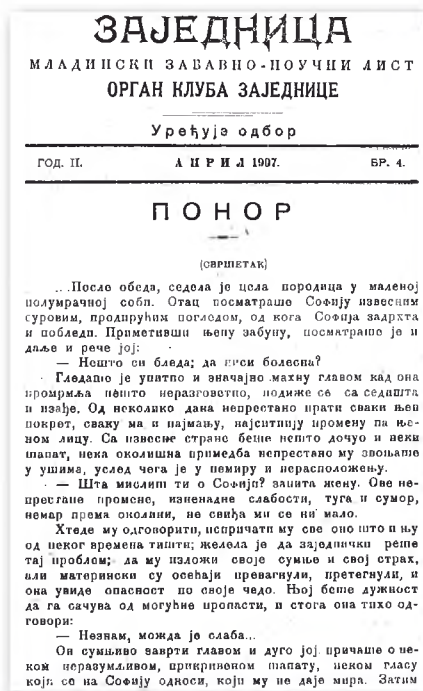 ЗАЈЕДНИЦА
МЛАДИНСКИ ЗАБАВНО-ПОУЧНИ ЛИСТ
ОРГАН КЛУБА ЗАЈЕДНИЦЕ
Уређује одбор
ГОД. II. АПРИЛ 1907. БР. 4.
ПОНОР
(СВРШЕТАК)
...После обеда, седела је цела породица у маленој
полумрачној соби. Отац посматраше Софију извесним
суровим, продирућим погледом, од кога Софија задрхта
и побледи. Приметивши њену забуну, посматраше је и
даље и рече јој:
— Нешто си бледа; да ниси болесна?
Гледаше је упитно и значајно махну главом кад она
промрмља нешто неразговетно, подиже се са седишта
и изађе. Од неколико дана непрестано прати сваки њен
покрет, сваку ма и најмању, најситнију промену на ње-
ном лицу. Са извесне стране беше нешто дочуо и неки
шапат, нека околишна примедба непрестано му звоњаше
у ушима, услед чега је у немиру и нерасположењу.
— Шта мислиш ти о Софији? запита жену. Ове не-
престане промене, изненадне слабости, туга и сумор,
немар према околини, не свиђа ми се ни мало.
Хтеде му одговорити, испричати му све оно што и њу
од неког времена тишти; желела је да заједнички реше
тај проблем; да му изложи своје сумње и свој страх,
али матерински су осећаји превагнули, претегнули, и
она увиде опасност по своје чедо. Њој беше дужност
да га сачува од могућне пропасти, и стога она тихо од-
говори:
— Незнам, можда је слаба...
Он сумњиво заврти главом и дуго јој причаше о не-
ком неразумљивом, прикривеном шапату, неком гласу
који се на Софију односи, који му не даје мира. Затим